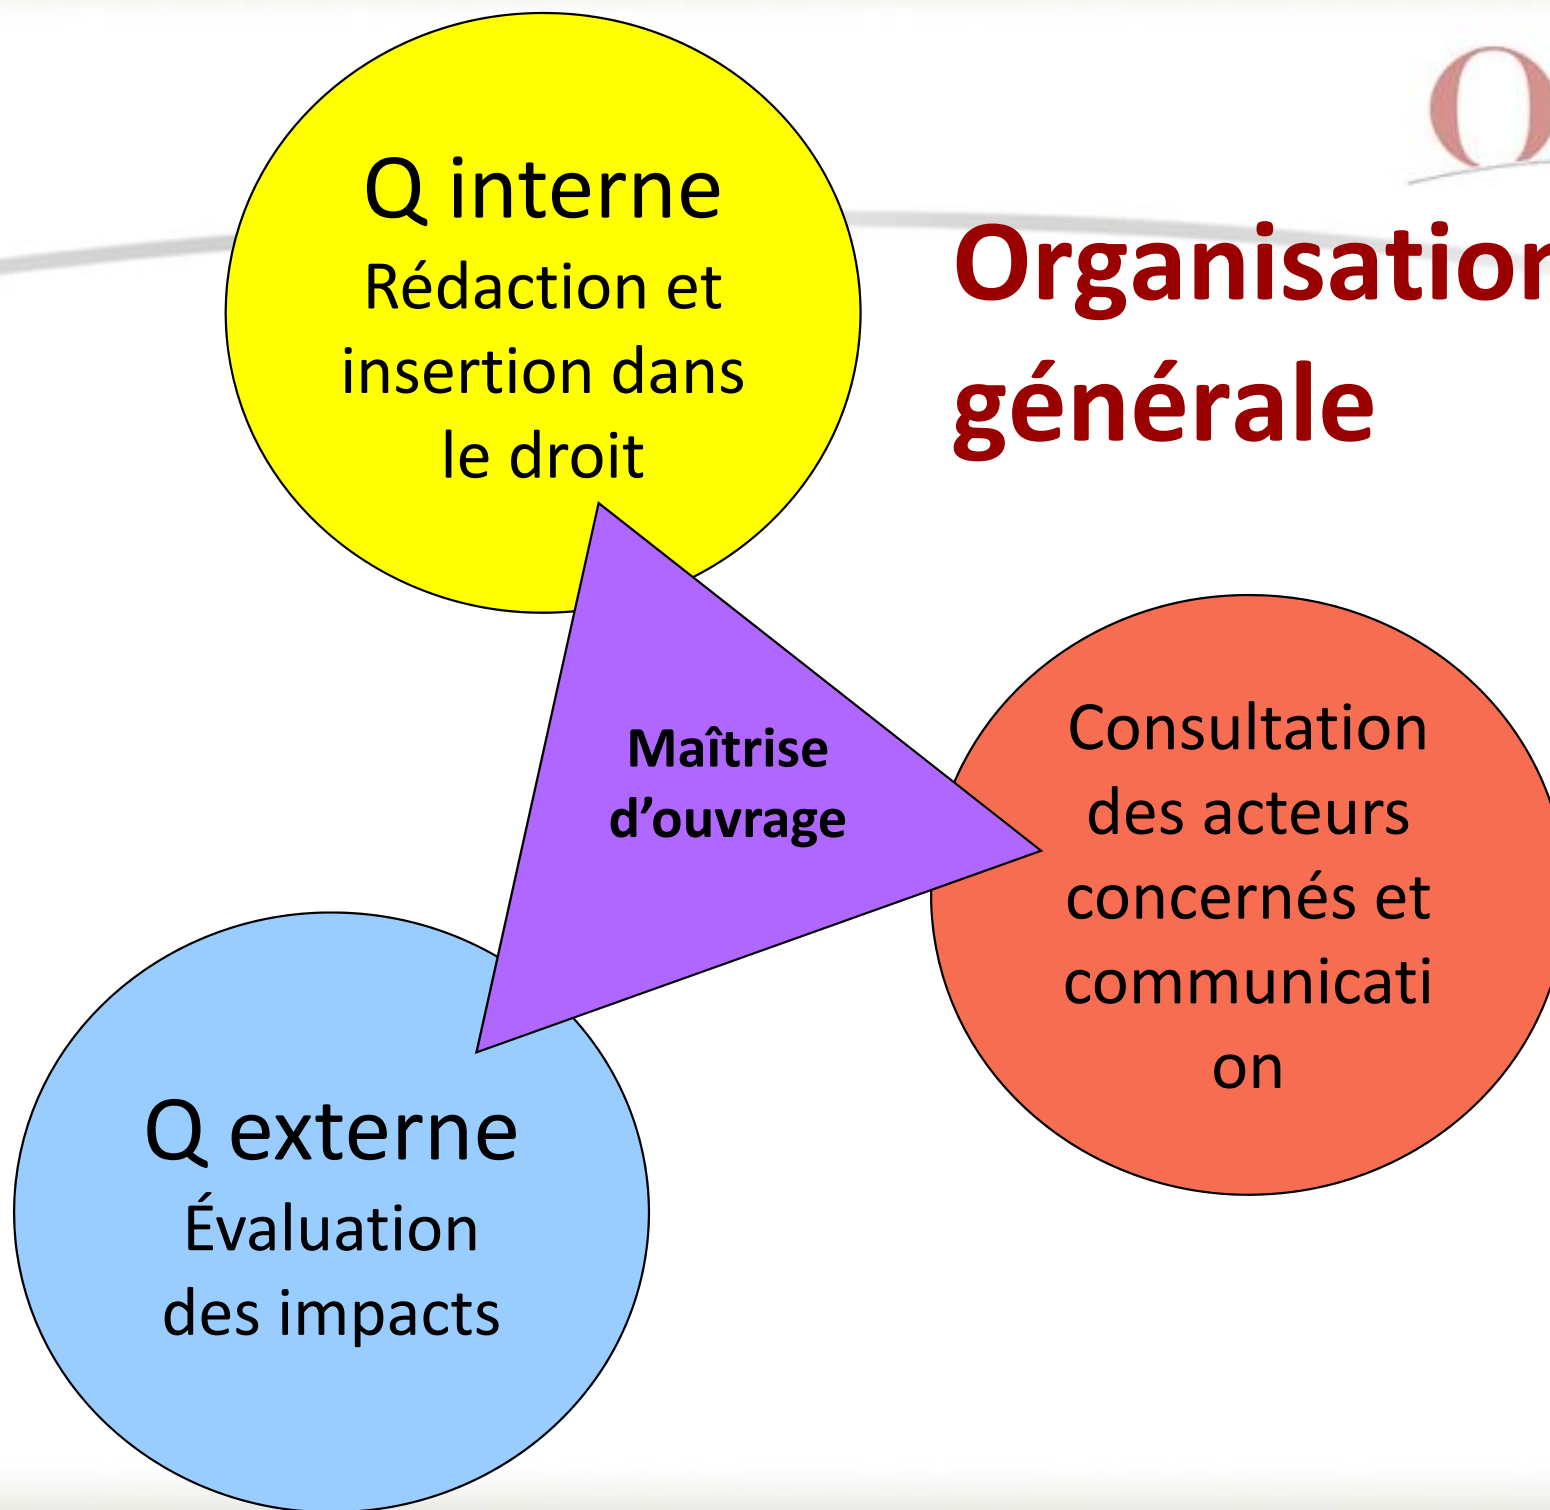 Q interne
Rédaction et
insertion dans
le droit
Organisation
générale
Maîtrise
d’ouvrage
Consultation
des acteurs
concernés et
communicati
on
Q externe
Évaluation
des impacts